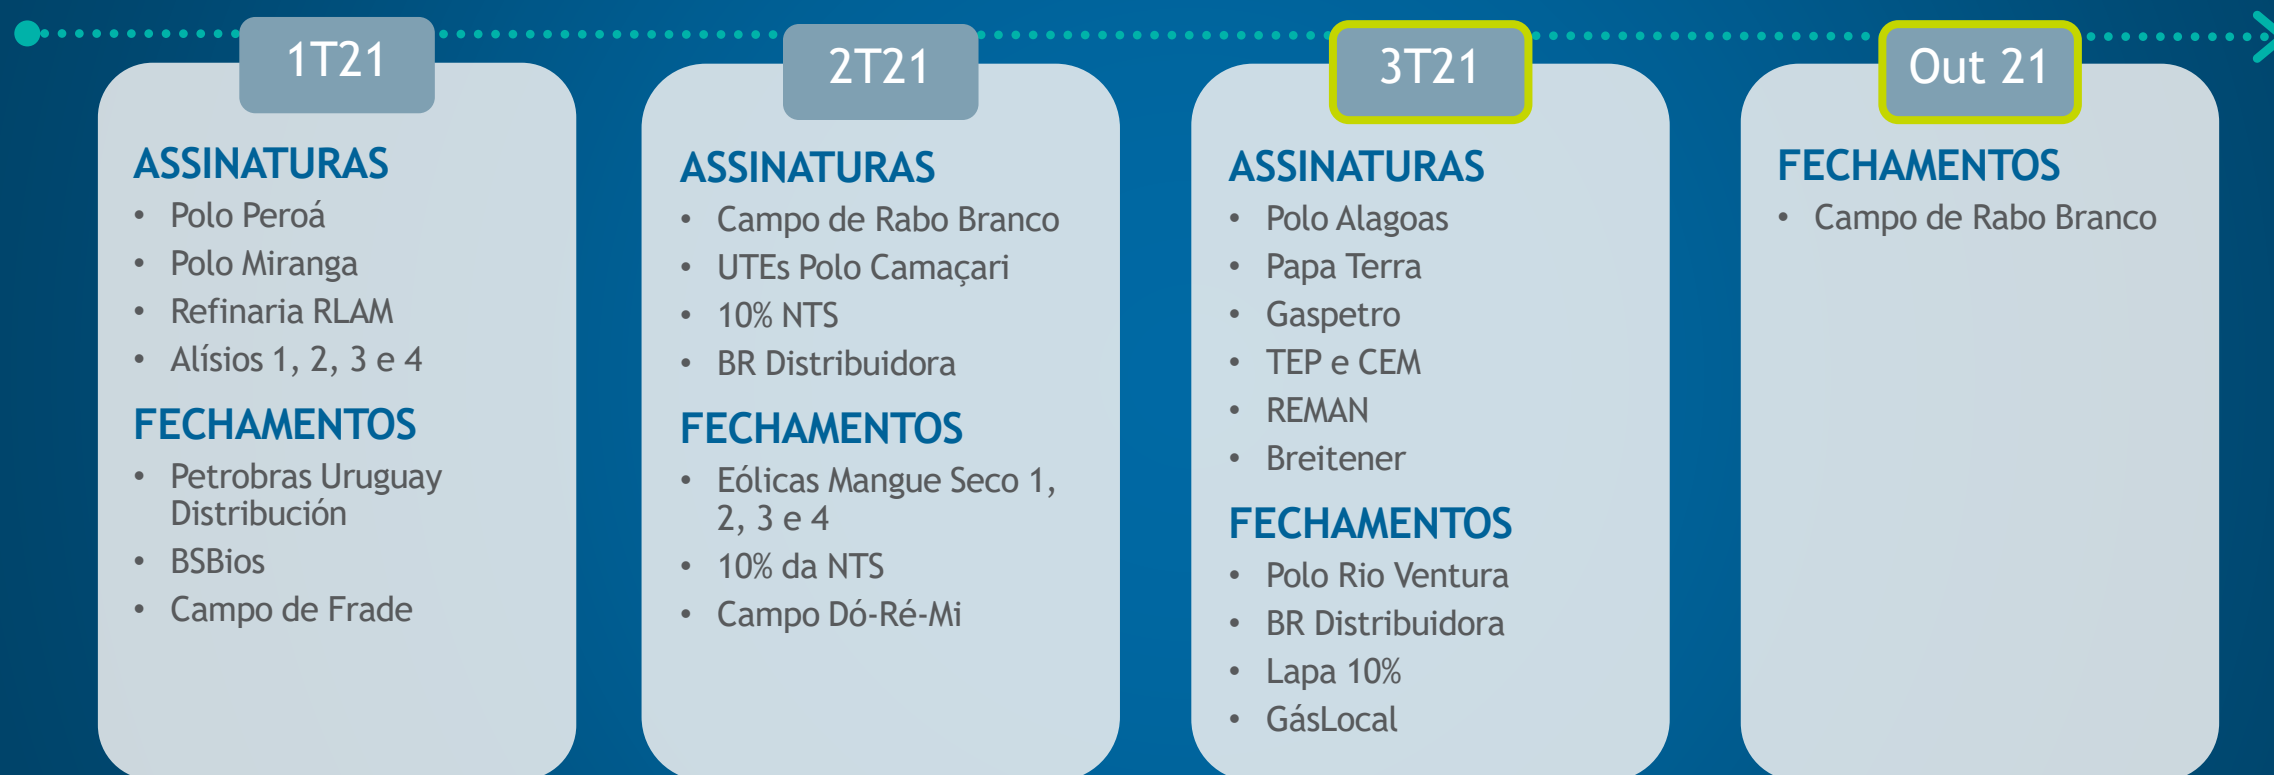 1T21
ASSINATURAS
• Polo Peroá
• Polo Miranga
• Refinaria RLAM
• Alísios 1, 2, 3 e 4
FECHAMENTOS
• Petrobras Uruguay
Distribución
• BSBios
• Campo de Frade
2T21
ASSINATURAS
• Campo de Rabo Branco
• UTEs Polo Camaçari
• 10% NTS
• BR Distribuidora
FECHAMENTOS
• Eólicas Mangue Seco 1,
2, 3 e 4
• 10% da NTS
• Campo Dó-Ré-Mi
3T21
ASSINATURAS
• Polo Alagoas
• Papa Terra
• Gaspetro
• TEP e CEM
• REMAN
• Breitener
FECHAMENTOS
• Polo Rio Ventura
• BR Distribuidora
• Lapa 10%
• GásLocal
Out 21
FECHAMENTOS
• Campo de Rabo Branco